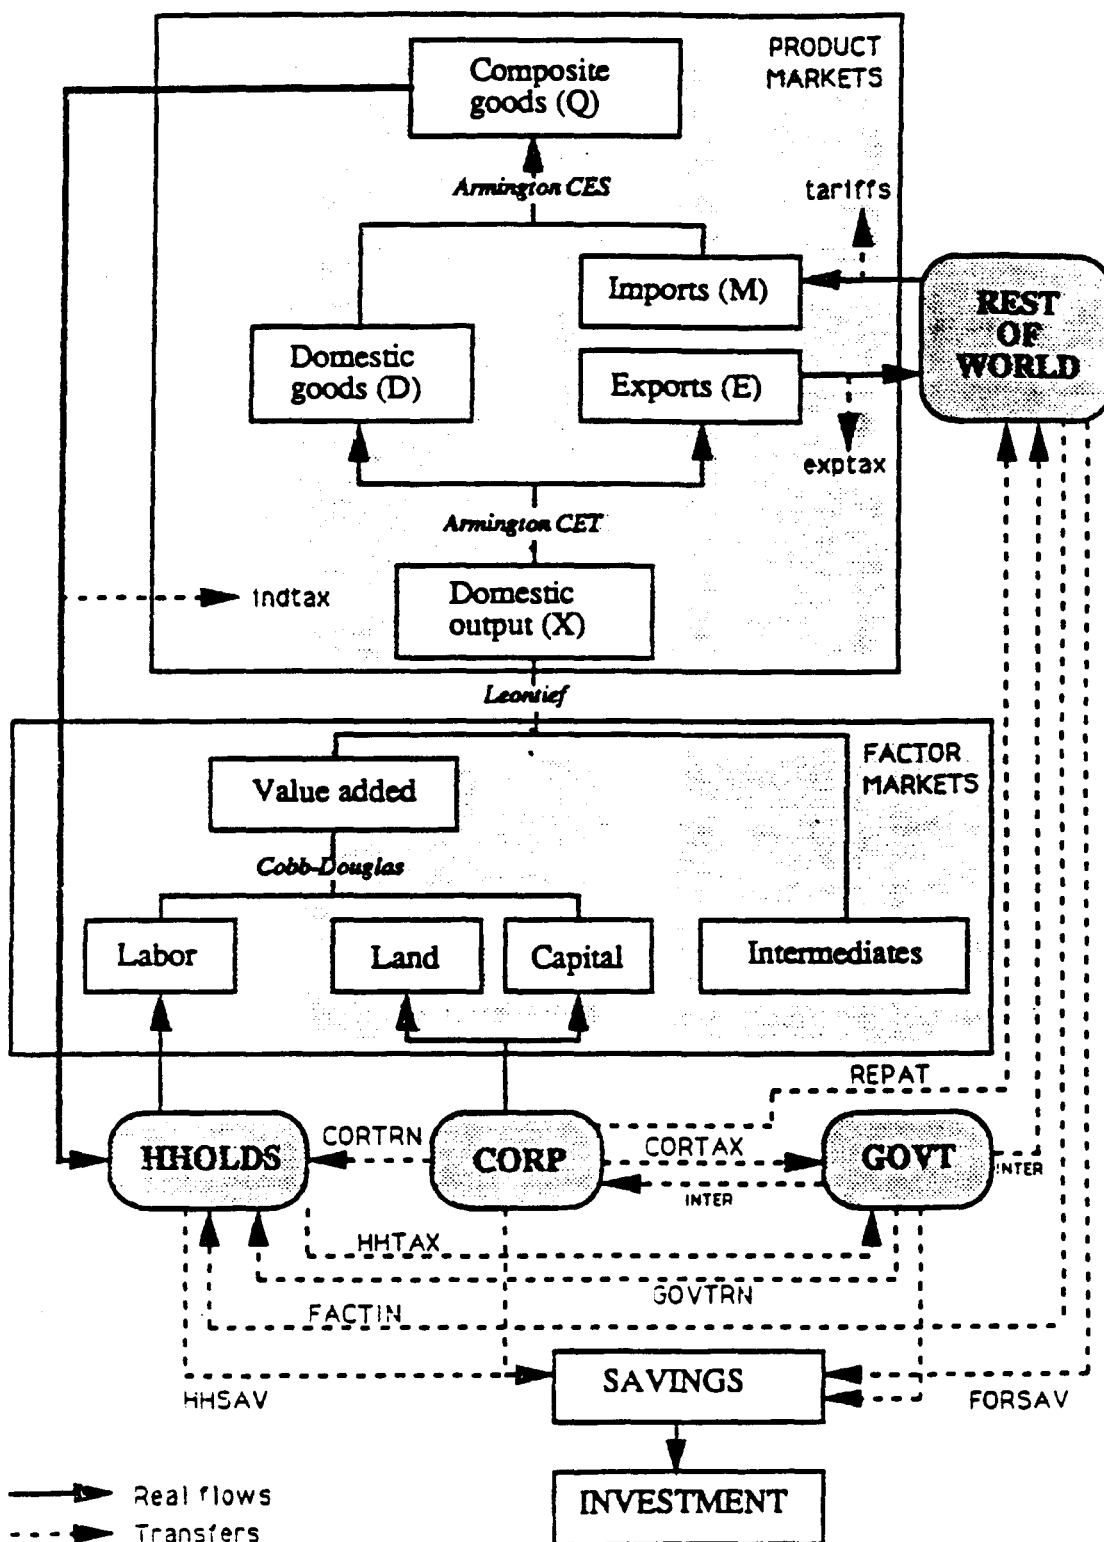 PRODUCT
MARKETS
Composite
goods (Q)
Armington CES
tariffs
Imports (M)
REST
OF
WORLD
Domestic
goods (D)
Exports (E)
exptax
Armington CET
indtax
Domestic
output (X)
Leontief
FACTOR
MARKETS
Value added
Cobb-Douglas
Labor
Land
Capital
Intermediates
REPAT
HHOLDS
CORTRN
CORP
CORTAX
INTER
GOVT
INTER
HHTAX
GOVTRN
FACTIN
HHSAV
SAVINGS
FORSAV
INVESTMENT
Real flows
Transfers